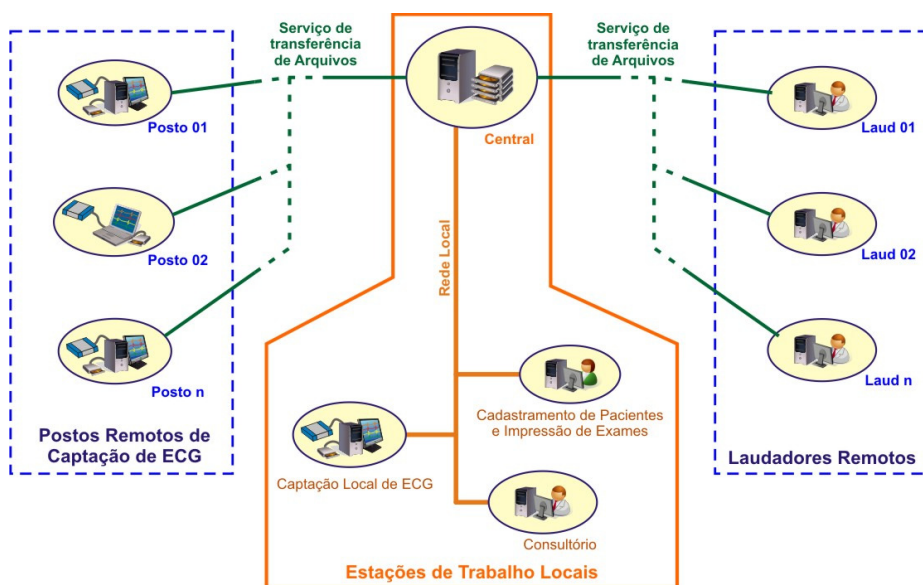 Serviço de
transferência
de Arquivos
Serviço de
transferência
de Arquivos
Central
Posto 01
Posto 02
Posto n
Postos Remotos de
Captação de ECG
Rede Local
Cadastramento de Pacientes
e Impressão de Exames
Captação Local de ECG
Consultório
Estações de Trabalho Locais
Laud 01
Laud 02
Laud n
Laudadores Remotos